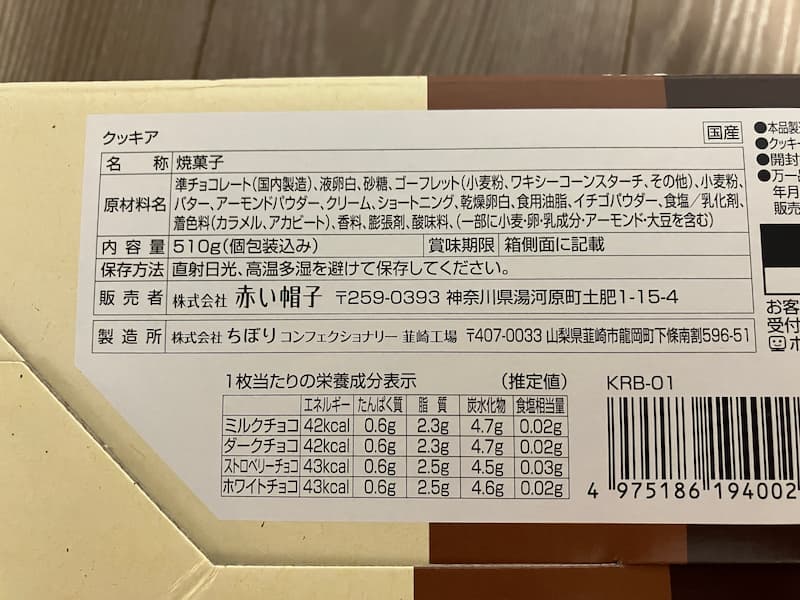 クッキア
国産
名 称 焼菓子
原材料名 準チョコレート(国内製造)、液卵白、砂糖、ゴーフレット(小麦粉、ワキシーコーンスターチ、その他)、小麦粉、
バター、アーモンドパウダー、クリーム、ショートニング、乾燥卵白、食用油脂、イチゴパウダー、食塩/乳化剤、
着色料(カラメル、アカビート)、香料、膨張剤、酸味料、(一部に小麦・卵・乳成分・アーモンド・大豆を含む)
内容量 510g(個包装込み) 賞味期限 箱側面に記載
保存方法 直射日光、高温多湿を避けて保存してください。
販売者 株式会社 赤い帽子 〒259-0393 神奈川県湯河原町土肥1-15-4
製造所 株式会社 ちぼり コンフェクショナリー 韮崎工場 〒407-0033 山梨県韮崎市龍岡町下條南割596-51
1枚当たりの栄養成分表示 (推定値)
エネルギー たんぱく質 脂質 炭水化物 食塩相当量
ミルクチョコ 42kcal 0.6g 2.3g 4.7g 0.02g
ダークチョコ 42kcal 0.6g 2.3g 4.7g 0.02g
ストロベリーチョコ 43kcal 0.6g 2.5g 4.5g 0.03g
ホワイトチョコ 43kcal 0.6g 2.5g 4.6g 0.02g
KRB-01
4 975186 194002
●本品製
●クッキ
●開封
●万一
年月
販売
お客
受付